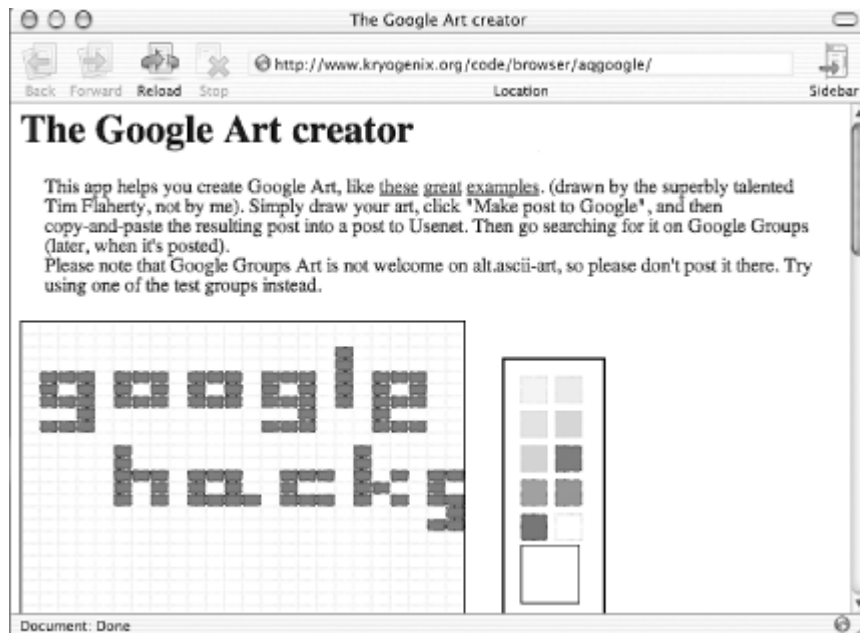 The Google Art creator
http://www.kryogenix.org/code/browser/aqgoogle/
Back Forward Reload Stop Location Sidebar
The Google Art creator
This app helps you create Google Art, like these great examples. (drawn by the superbly talented
Tim Flaherty, not by me). Simply draw your art, click "Make post to Google", and then
copy-and-paste the resulting post into a post to Usenet. Then go searching for it on Google Groups
(later, when it's posted).
Please note that Google Groups Art is not welcome on alt.ascii-art, so please don't post it there. Try
using one of the test groups instead.
google
hacks
Document: Done